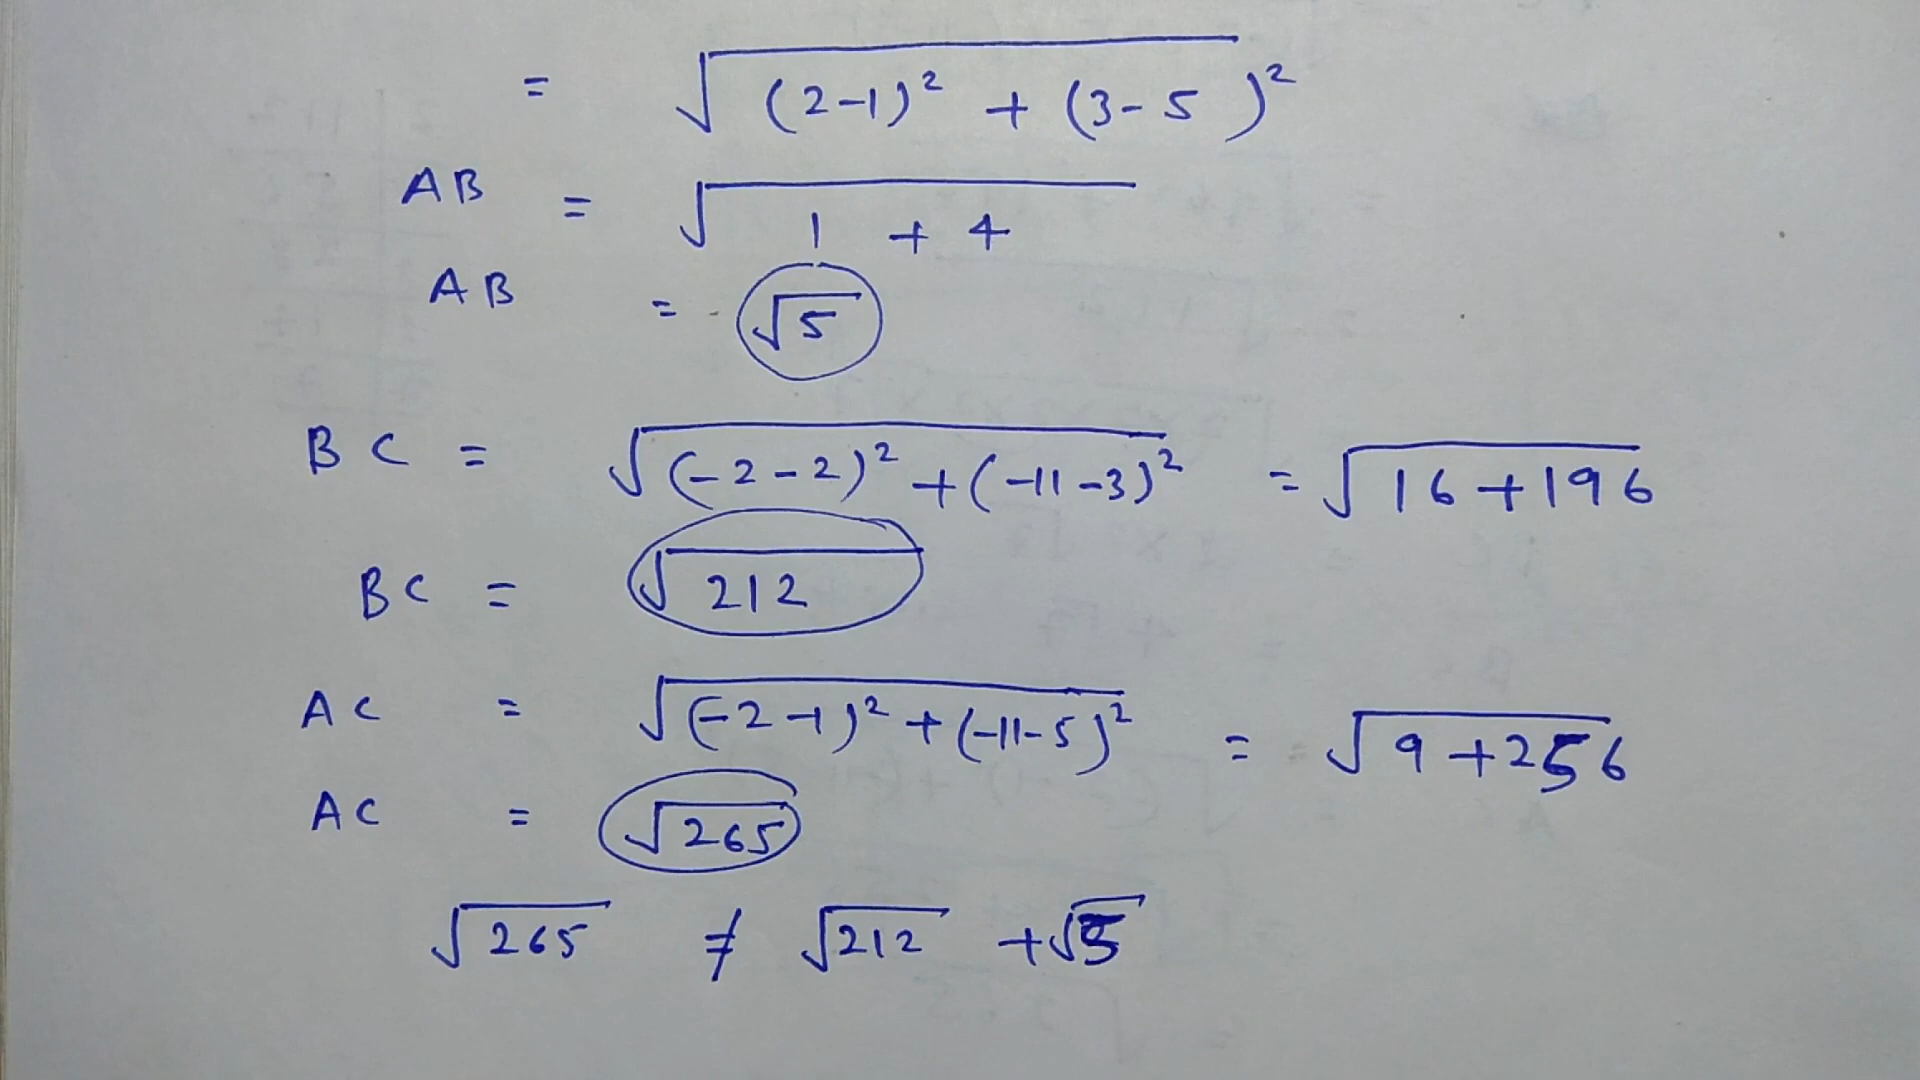 = √(2-1)² + (3-5)²
AB = √1 + 4
AB = √5
BC = √(-2-2)² + (-11-3)² = √16+196
BC = √212
AC = √(-2-1)² + (-11-5)² = √9+256
AC = √265
√265 ≠ √212 + √5